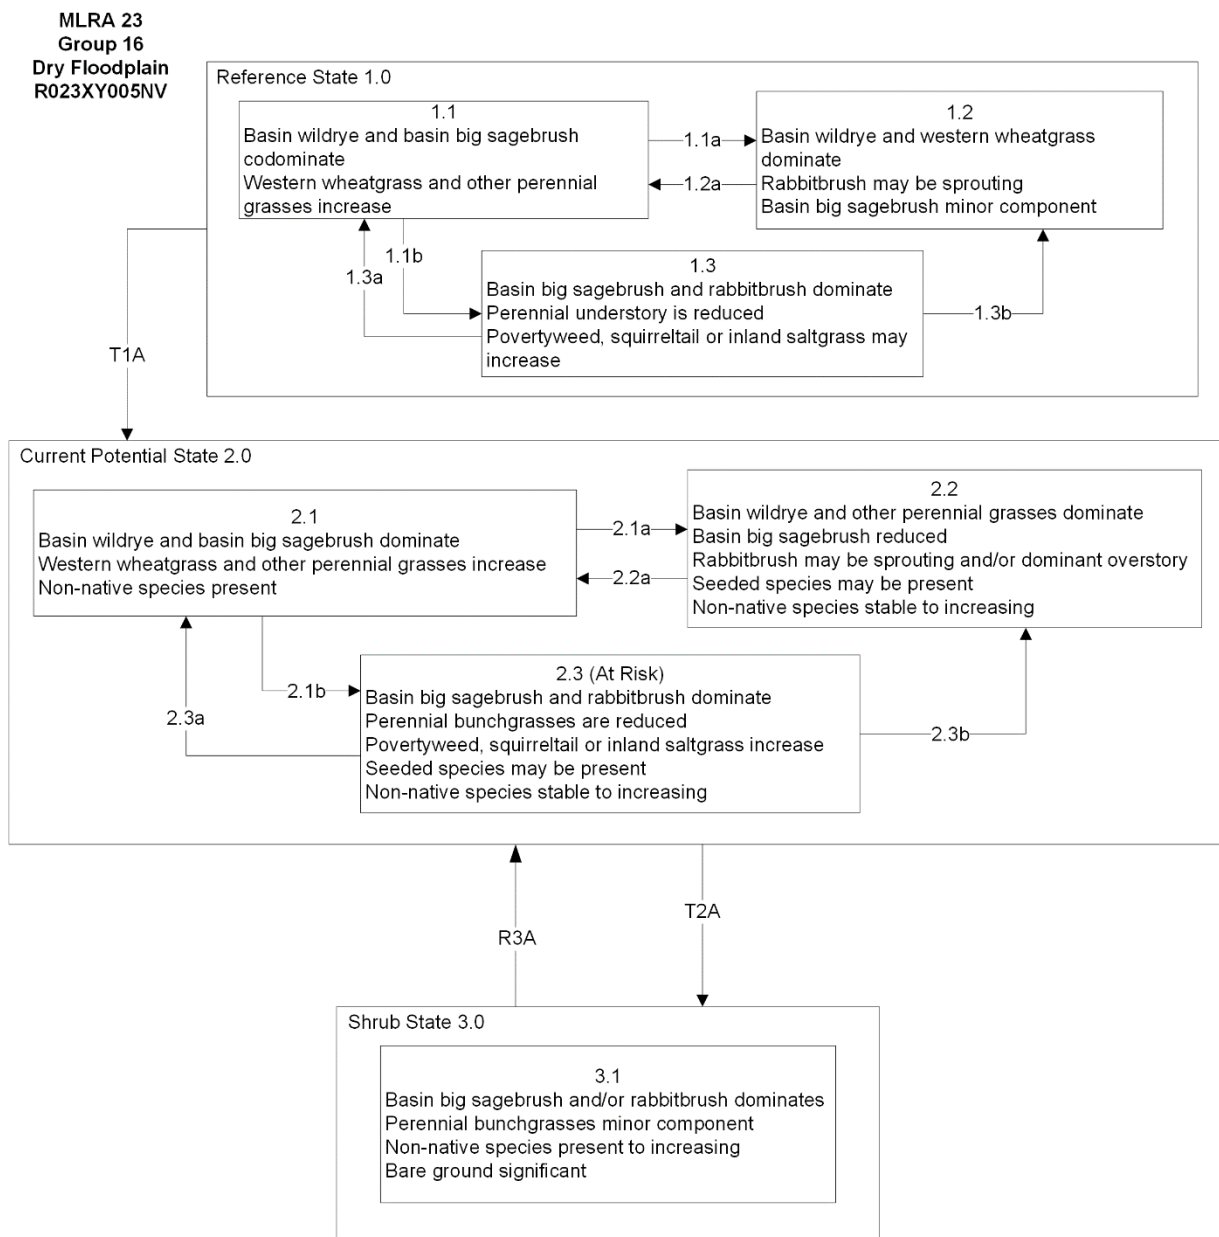 MLRA 23
Group 16
Dry Floodplain
R023XY005NV
Reference State 1.0
1.1
Basin wildrye and basin big sagebrush
codominate
Western wheatgrass and other perennial
grasses increase
1.1a
1.2a
1.2
Basin wildrye and western wheatgrass
dominate
Rabbitbrush may be sprouting
Basin big sagebrush minor component
1.1b
1.3a
1.3
Basin big sagebrush and rabbitbrush dominate
Perennial understory is reduced
Povertyweed, squirreltail or inland saltgrass may
increase
1.3b
T1A
Current Potential State 2.0
2.1
Basin wildrye and basin big sagebrush dominate
Western wheatgrass and other perennial grasses increase
Non-native species present
2.1a
2.2a
2.2
Basin wildrye and other perennial grasses dominate
Basin big sagebrush reduced
Rabbitbrush may be sprouting and/or dominant overstory
Seeded species may be present
Non-native species stable to increasing
2.1b
2.3a
2.3 (At Risk)
Basin big sagebrush and rabbitbrush dominate
Perennial bunchgrasses are reduced
Povertyweed, squirreltail or inland saltgrass increase
Seeded species may be present
Non-native species stable to increasing
2.3b
R3A
T2A
Shrub State 3.0
3.1
Basin big sagebrush and/or rabbitbrush dominates
Perennial bunchgrasses minor component
Non-native species present to increasing
Bare ground significant